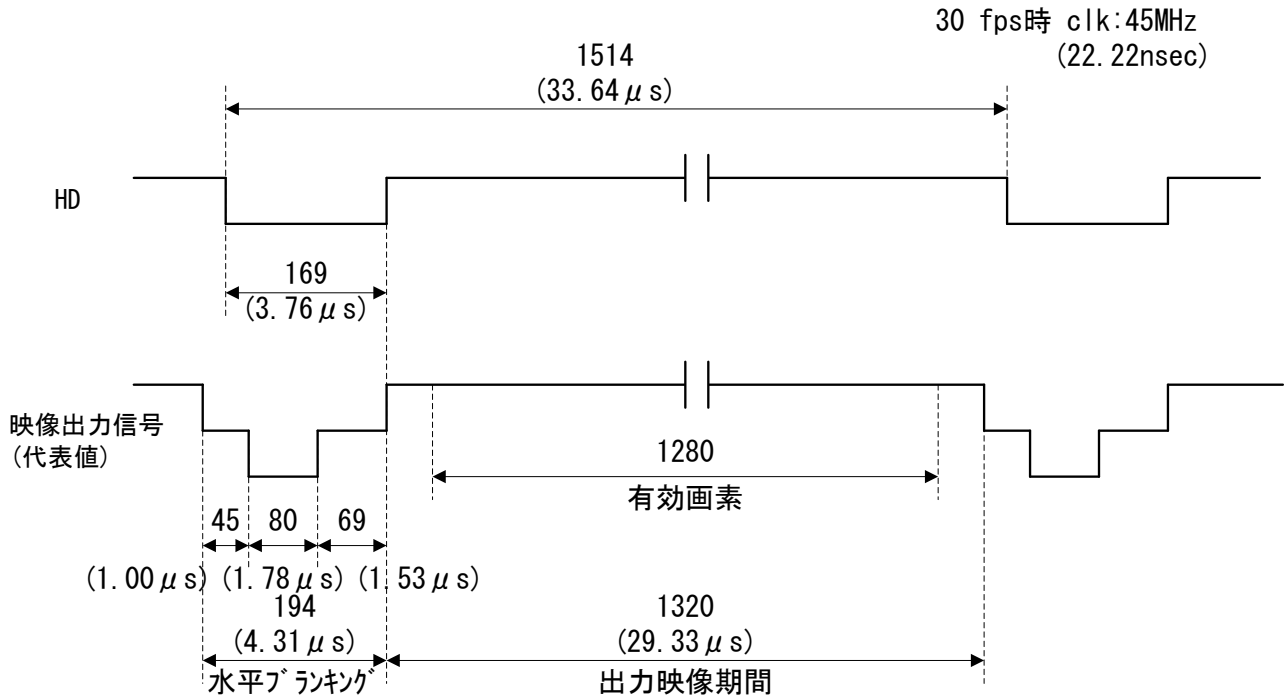 30 fps時 clk:45MHz
(22.22nsec)
1514
(33.64μs)
HD
169
(3.76μs)
映像出力信号
(代表値)
1280
有効画素
45 80 69
(1.00μs) (1.78μs) (1.53μs)
194
(4.31μs)
水平ブランキング
1320
(29.33μs)
出力映像期間